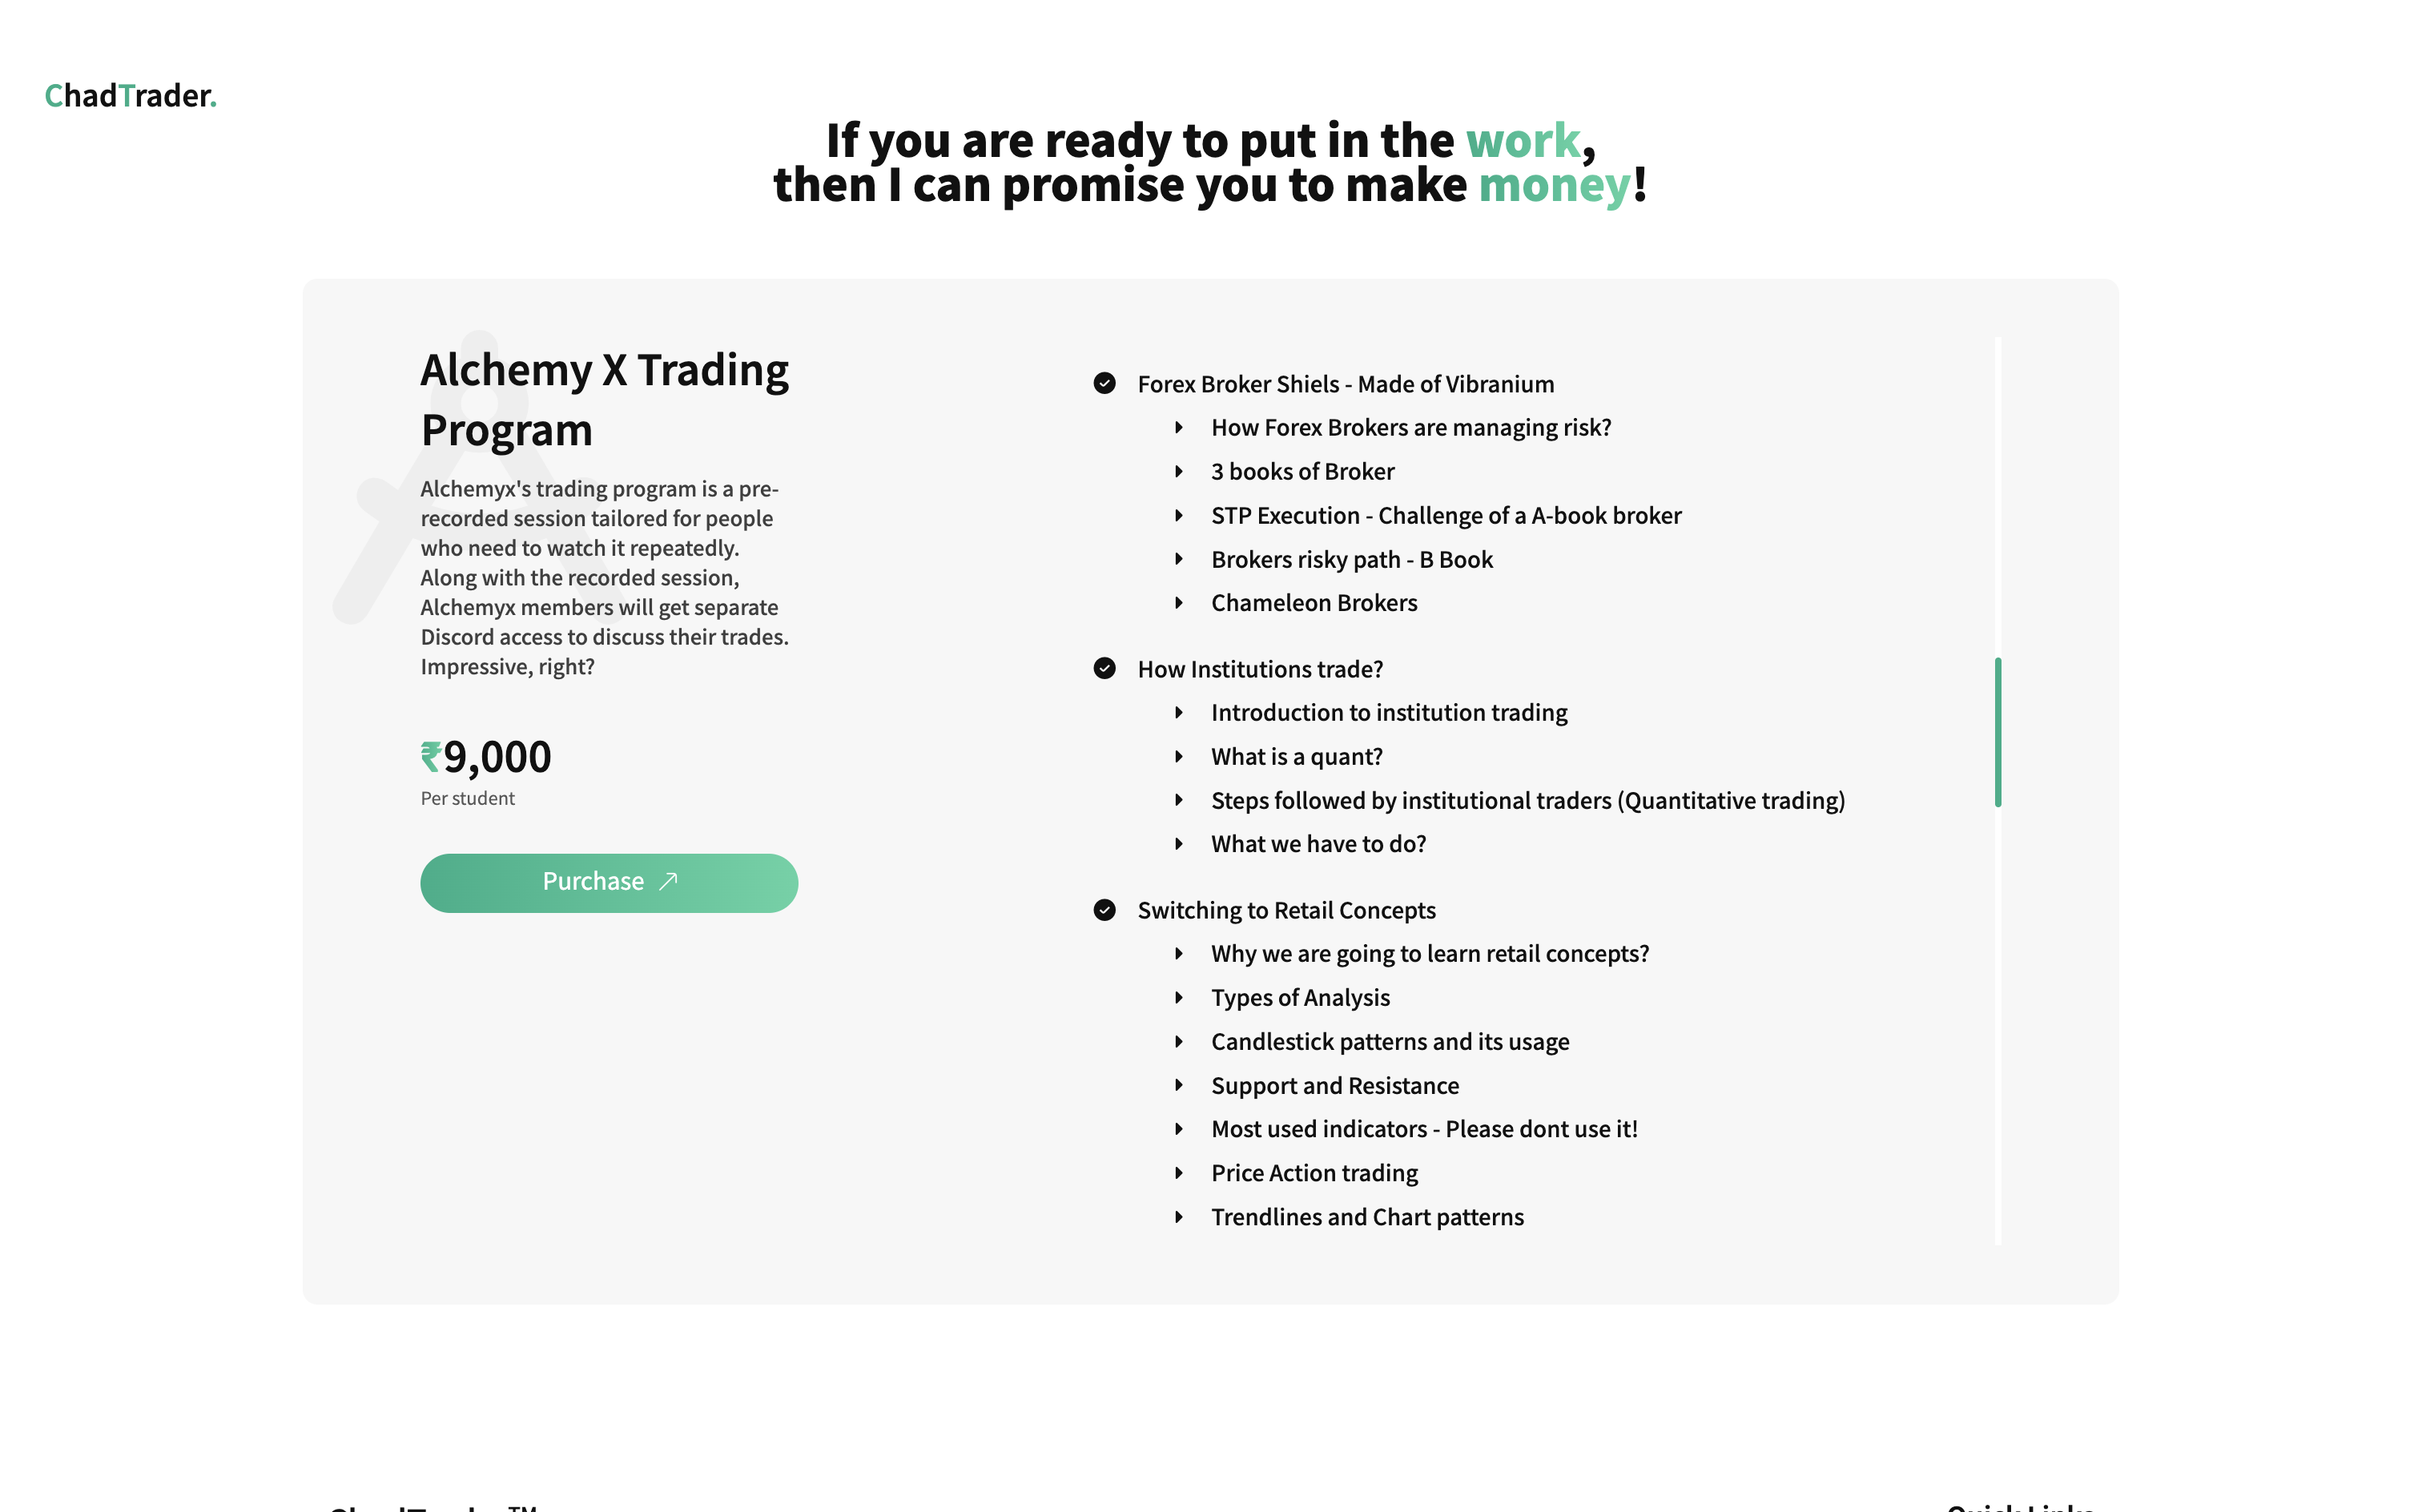 ChadTrader.
If you are ready to put in the work,
then I can promise you to make money!
Alchemy X Trading
Program
Alchemyx's trading program is a pre-
recorded session tailored for people
who need to watch it repeatedly.
Along with the recorded session,
Alchemyx members will get separate
Discord access to discuss their trades.
Impressive, right?
₹9,000
Per student
Purchase
Forex Broker Shiels - Made of Vibranium
How Forex Brokers are managing risk?
3 books of Broker
STP Execution - Challenge of a A-book broker
Brokers risky path - B Book
Chameleon Brokers
How Institutions trade?
Introduction to institution trading
What is a quant?
Steps followed by institutional traders (Quantitative trading)
What we have to do?
Switching to Retail Concepts
Why we are going to learn retail concepts?
Types of Analysis
Candlestick patterns and its usage
Support and Resistance
Most used indicators - Please dont use it!
Price Action trading
Trendlines and Chart patterns
ChadTrader™
Quick Links